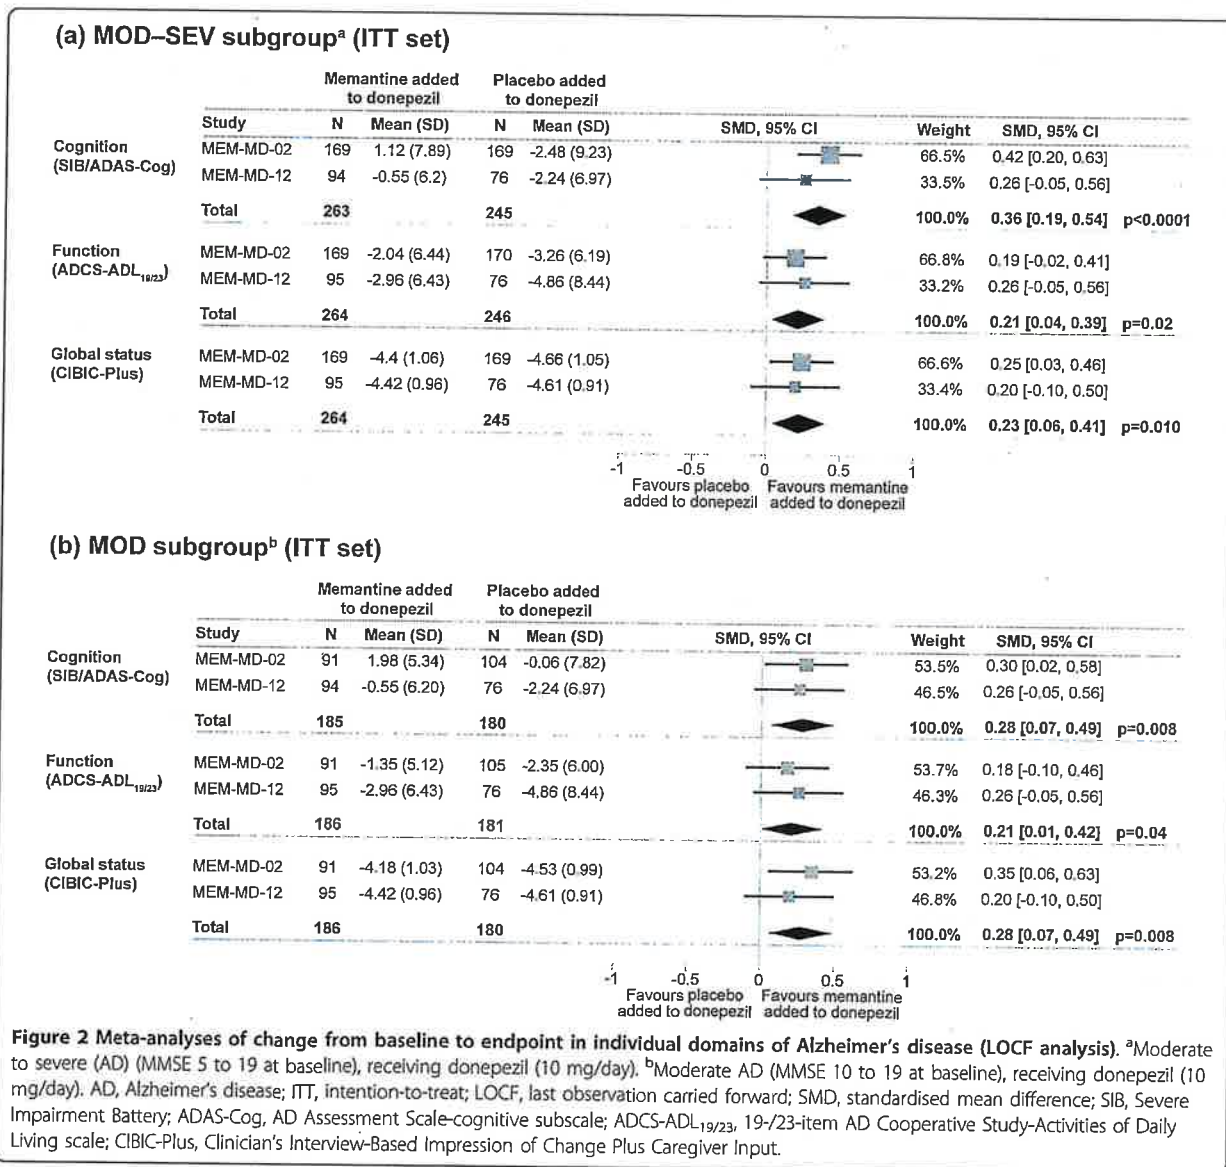 (a) MOD–SEV subgroupᵃ (ITT set)
Memantine added to donepezil Placebo added to donepezil
Study N Mean (SD) N Mean (SD) SMD, 95% CI Weight SMD, 95% CI
Cognition (SIB/ADAS-Cog)
MEM-MD-02 169 1.12 (7.89) 169 -2.48 (9.23) 66.5% 0.42 [0.20, 0.63]
MEM-MD-12 94 -0.55 (6.2) 76 -2.24 (6.97) 33.5% 0.26 [-0.05, 0.56]
Total 263 245 100.0% 0.36 [0.19, 0.54] p<0.0001
Function (ADCS-ADL₁₉/₂₃)
MEM-MD-02 169 -2.04 (6.44) 170 -3.26 (6.19) 66.8% 0.19 [-0.02, 0.41]
MEM-MD-12 95 -2.96 (6.43) 76 -4.86 (8.44) 33.2% 0.26 [-0.05, 0.56]
Total 264 246 100.0% 0.21 [0.04, 0.39] p=0.02
Global status (CIBIC-Plus)
MEM-MD-02 169 -4.4 (1.06) 169 -4.66 (1.05) 66.6% 0.25 [0.03, 0.46]
MEM-MD-12 95 -4.42 (0.96) 76 -4.61 (0.91) 33.4% 0.20 [-0.10, 0.50]
Total 264 245 100.0% 0.23 [0.06, 0.41] p=0.010
-1 -0.5 0 0.5 1
Favours placebo Favours memantine
added to donepezil added to donepezil
(b) MOD subgroupᵇ (ITT set)
Memantine added to donepezil Placebo added to donepezil
Study N Mean (SD) N Mean (SD) SMD, 95% CI Weight SMD, 95% CI
Cognition (SIB/ADAS-Cog)
MEM-MD-02 91 1.98 (5.34) 104 -0.06 (7.82) 53.5% 0.30 [0.02, 0.58]
MEM-MD-12 94 -0.55 (6.20) 76 -2.24 (6.97) 46.5% 0.26 [-0.05, 0.56]
Total 185 180 100.0% 0.28 [0.07, 0.49] p=0.008
Function (ADCS-ADL₁₉/₂₃)
MEM-MD-02 91 -1.35 (5.12) 105 -2.35 (6.00) 53.7% 0.18 [-0.10, 0.46]
MEM-MD-12 95 -2.96 (6.43) 76 -4.86 (8.44) 46.3% 0.26 [-0.05, 0.56]
Total 186 181 100.0% 0.21 [0.01, 0.42] p=0.04
Global status (CIBIC-Plus)
MEM-MD-02 91 -4.18 (1.03) 104 -4.53 (0.99) 53.2% 0.35 [0.06, 0.63]
MEM-MD-12 95 -4.42 (0.96) 76 -4.61 (0.91) 46.8% 0.20 [-0.10, 0.50]
Total 186 180 100.0% 0.28 [0.07, 0.49] p=0.008
-1 -0.5 0 0.5 1
Favours placebo Favours memantine
added to donepezil added to donepezil
Figure 2 Meta-analyses of change from baseline to endpoint in individual domains of Alzheimer's disease (LOCF analysis). ᵃModerate
to severe (AD) (MMSE 5 to 19 at baseline), receiving donepezil (10 mg/day). ᵇModerate AD (MMSE 10 to 19 at baseline), receiving donepezil (10
mg/day). AD, Alzheimer's disease; ITT, intention-to-treat; LOCF, last observation carried forward; SMD, standardised mean difference; SIB, Severe
Impairment Battery; ADAS-Cog, AD Assessment Scale-cognitive subscale; ADCS-ADL₁₉/₂₃, 19-/23-item AD Cooperative Study-Activities of Daily
Living scale; CIBIC-Plus, Clinician's Interview-Based Impression of Change Plus Caregiver Input.